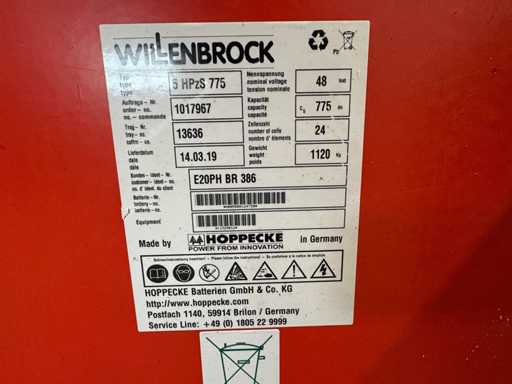 WILLENBROCK
Pb
Typ type type 5 HPzS 775 Nennspannung nominal voltage tension nominale 48 Volt
Auftrags - Nr. order - no. no - commande 1017967 Kapazität capacity capacité C5 775 Ah
Trog - Nr. tray - no. coffre - no. 13636 Zellenzahl number of cells nombre d' élements 24
Lieferdatum date date 14.03.19 Gewicht weight poids 1120 Kg
Kunden - Ident - Nr. customer - ident - no. n° d' ident du client E20PH BR 386
Batterie - Nr.
battery - no.
Equipment
Made by HOPPECKE in Germany
POWER FROM INNOVATION
HOPPECKE Batterien GmbH & Co. KG
http://www.hoppecke.com
Postfach 1140, 59914 Brilon / Germany
Service Line: +49 (0) 1805 22 9999